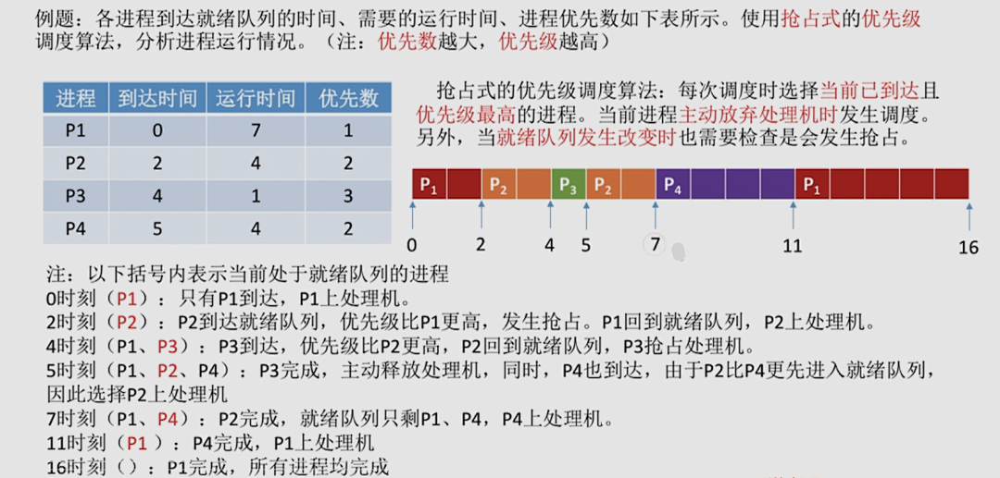 例题：各进程到达就绪队列的时间、需要的运行时间、进程优先数如下表所示。使用抢占式的优先级
调度算法，分析进程运行情况。（注：优先数越大，优先级越高）
进程 到达时间 运行时间 优先数
P1 0 7 1
P2 2 4 2
P3 4 1 3
P4 5 4 2
抢占式的优先级调度算法：每次调度时选择当前已到达且
优先级最高的进程。当前进程主动放弃处理机时发生调度。
另外，当就绪队列发生改变时也需要检查是会发生抢占。
P1 P2 P3 P2 P4 P1
0 2 4 5 7 11 16
注：以下括号内表示当前处于就绪队列的进程
0时刻（P1）：只有P1到达，P1上处理机。
2时刻（P2）：P2到达就绪队列，优先级比P1更高，发生抢占。P1回到就绪队列，P2上处理机。
4时刻（P1、P3）：P3到达，优先级比P2更高，P2回到就绪队列，P3抢占处理机。
5时刻（P1、P2、P4）：P3完成，主动释放处理机，同时，P4也到达，由于P2比P4更先进入就绪队列，
因此选择P2上处理机
7时刻（P1、P4）：P2完成，就绪队列只剩P1、P4，P4上处理机。
11时刻（P1 ）：P4完成，P1上处理机
16时刻（）：P1完成，所有进程均完成